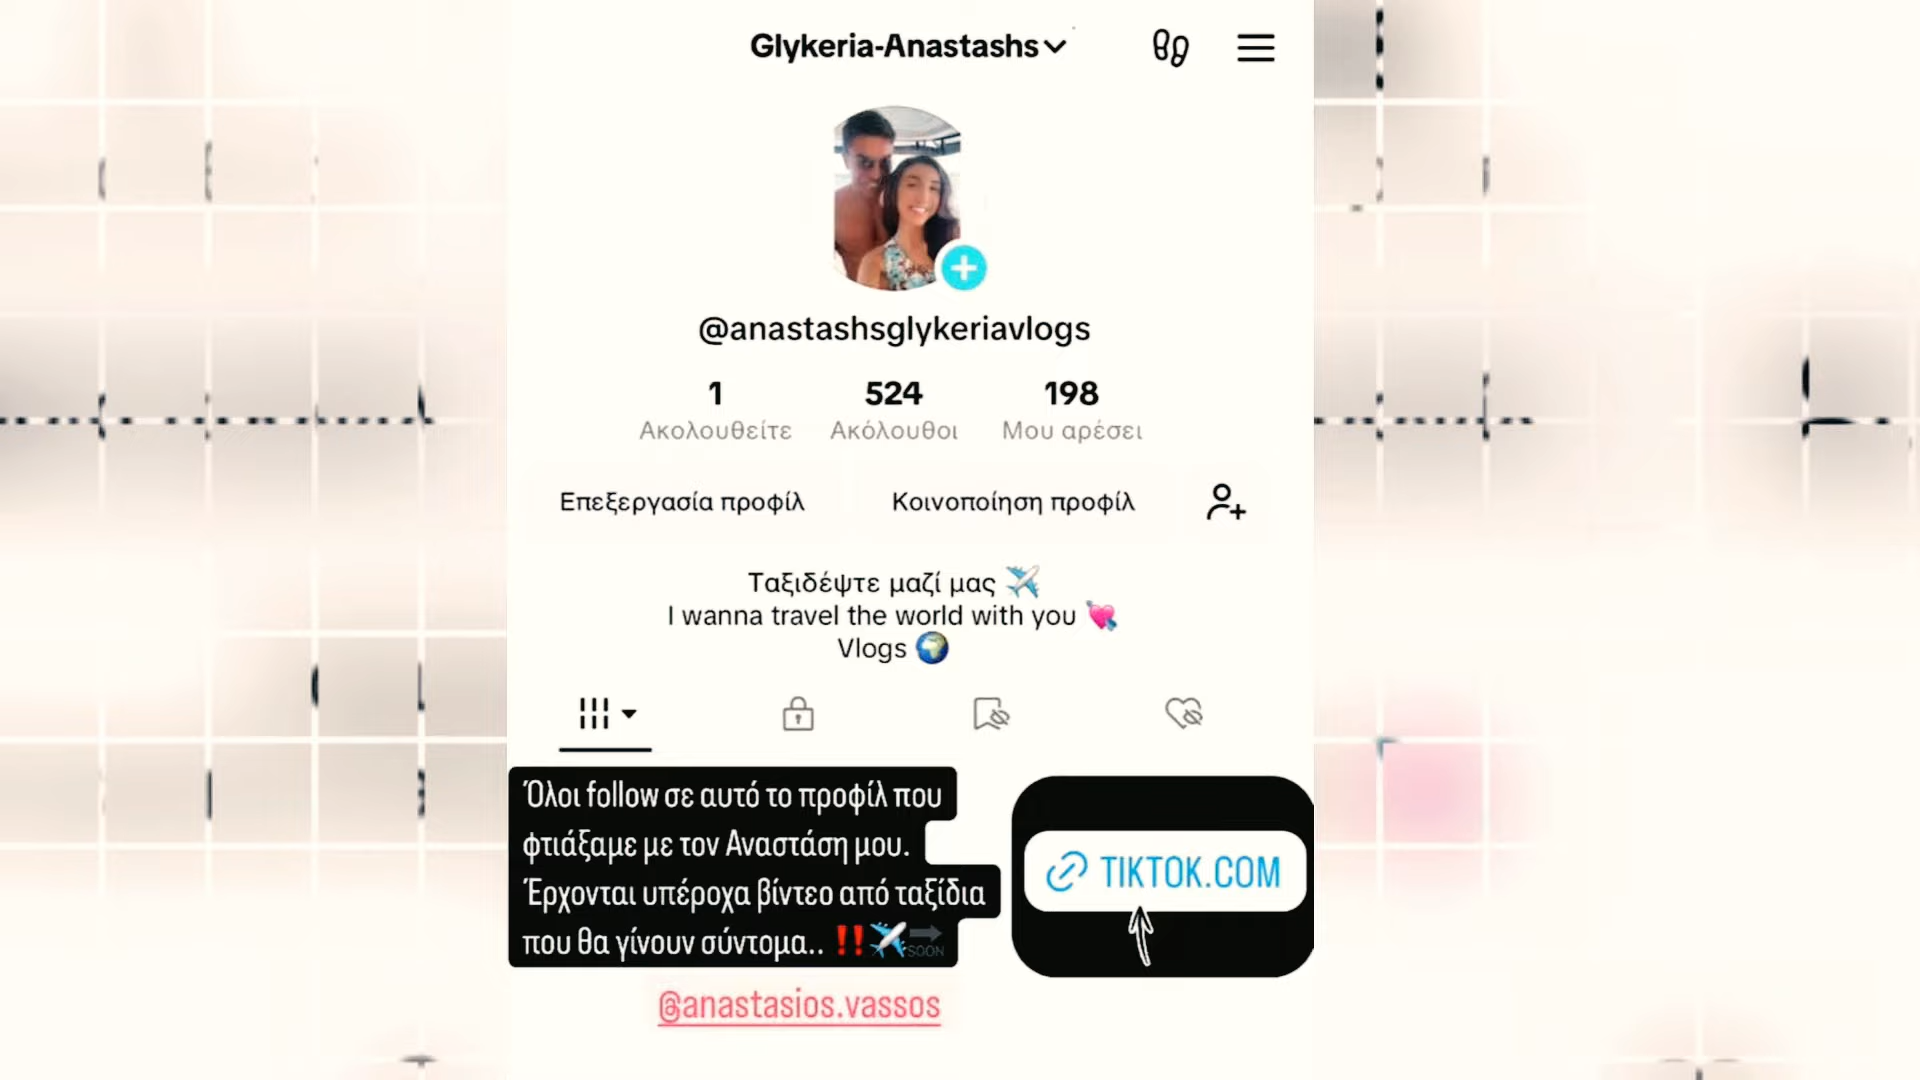 Glykeria-Anastashs
@anastashsglykeriavlogs
1 524 198
Ακολουθείτε Ακόλουθοι Μου αρέσει
Επεξεργασία προφίλ Κοινοποίηση προφίλ
Ταξιδέψτε μαζί μας ✈️
I wanna travel the world with you 💘
Vlogs 🌍
Όλοι follow σε αυτό το προφίλ που
φτιάξαμε με τον Αναστάση μου.
Έρχονται υπέροχα βίντεο από ταξίδια
που θα γίνουν σύντομα.. ‼️✈️🔜
TIKTOK.COM
@anastasios.vassos